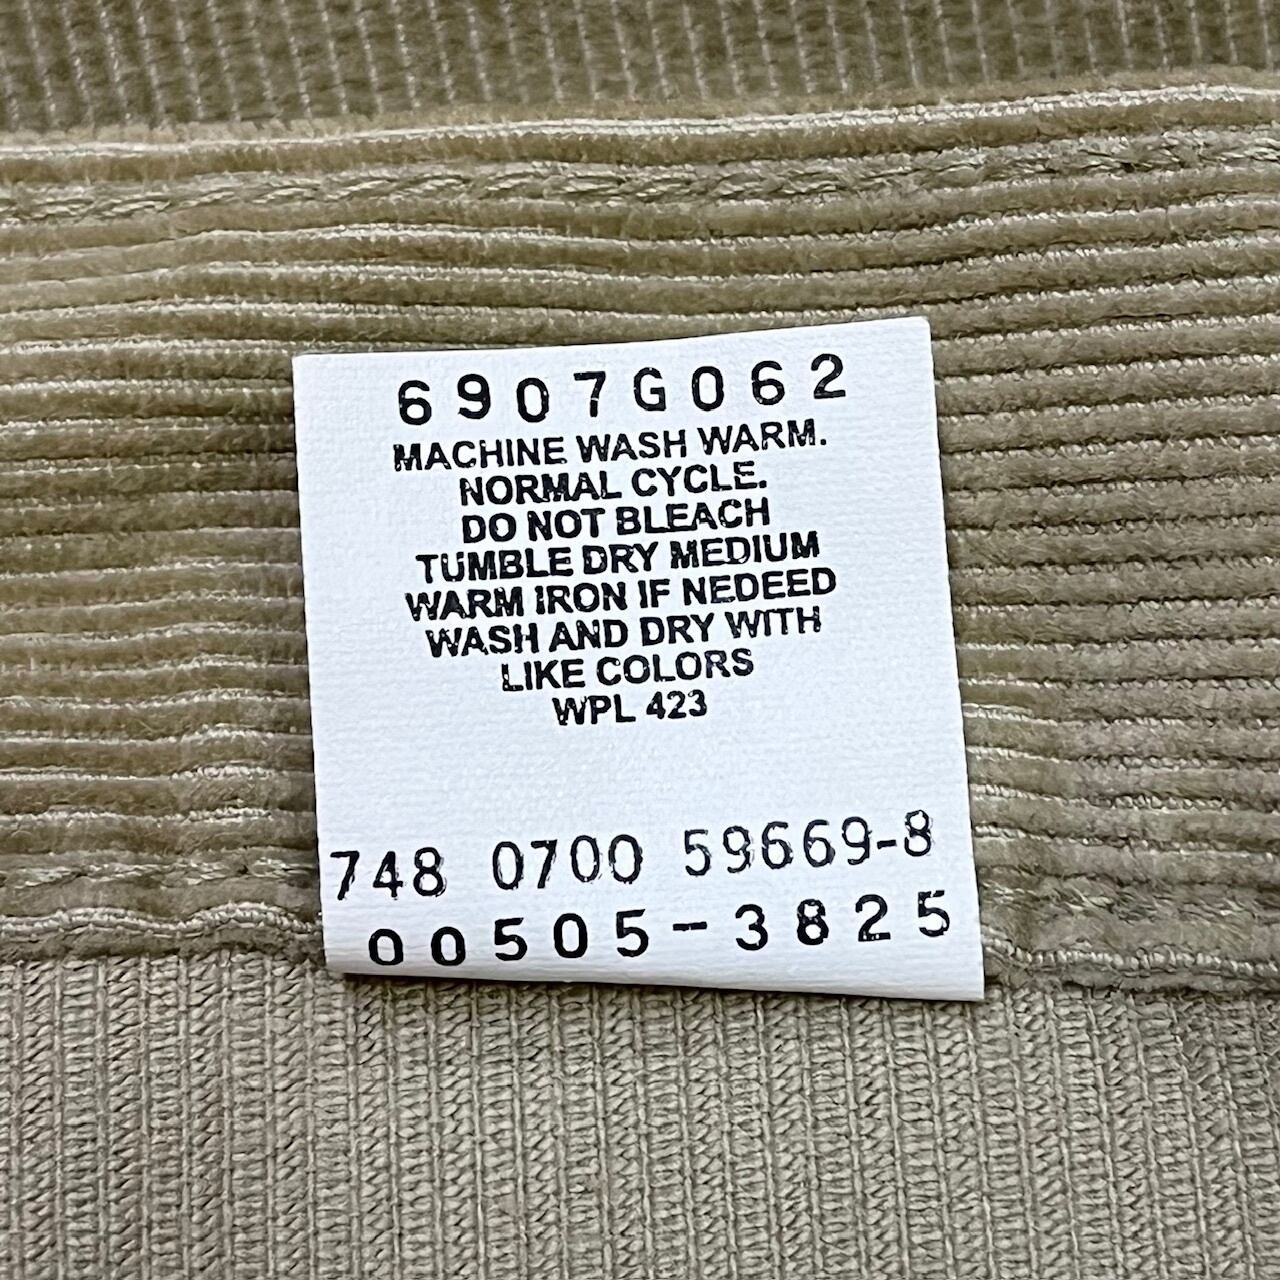 6907G062
MACHINE WASH WARM.
NORMAL CYCLE.
DO NOT BLEACH
TUMBLE DRY MEDIUM
WARM IRON IF NEDEED
WASH AND DRY WITH
LIKE COLORS
WPL 423
748 0700 59669-8
00505-3825